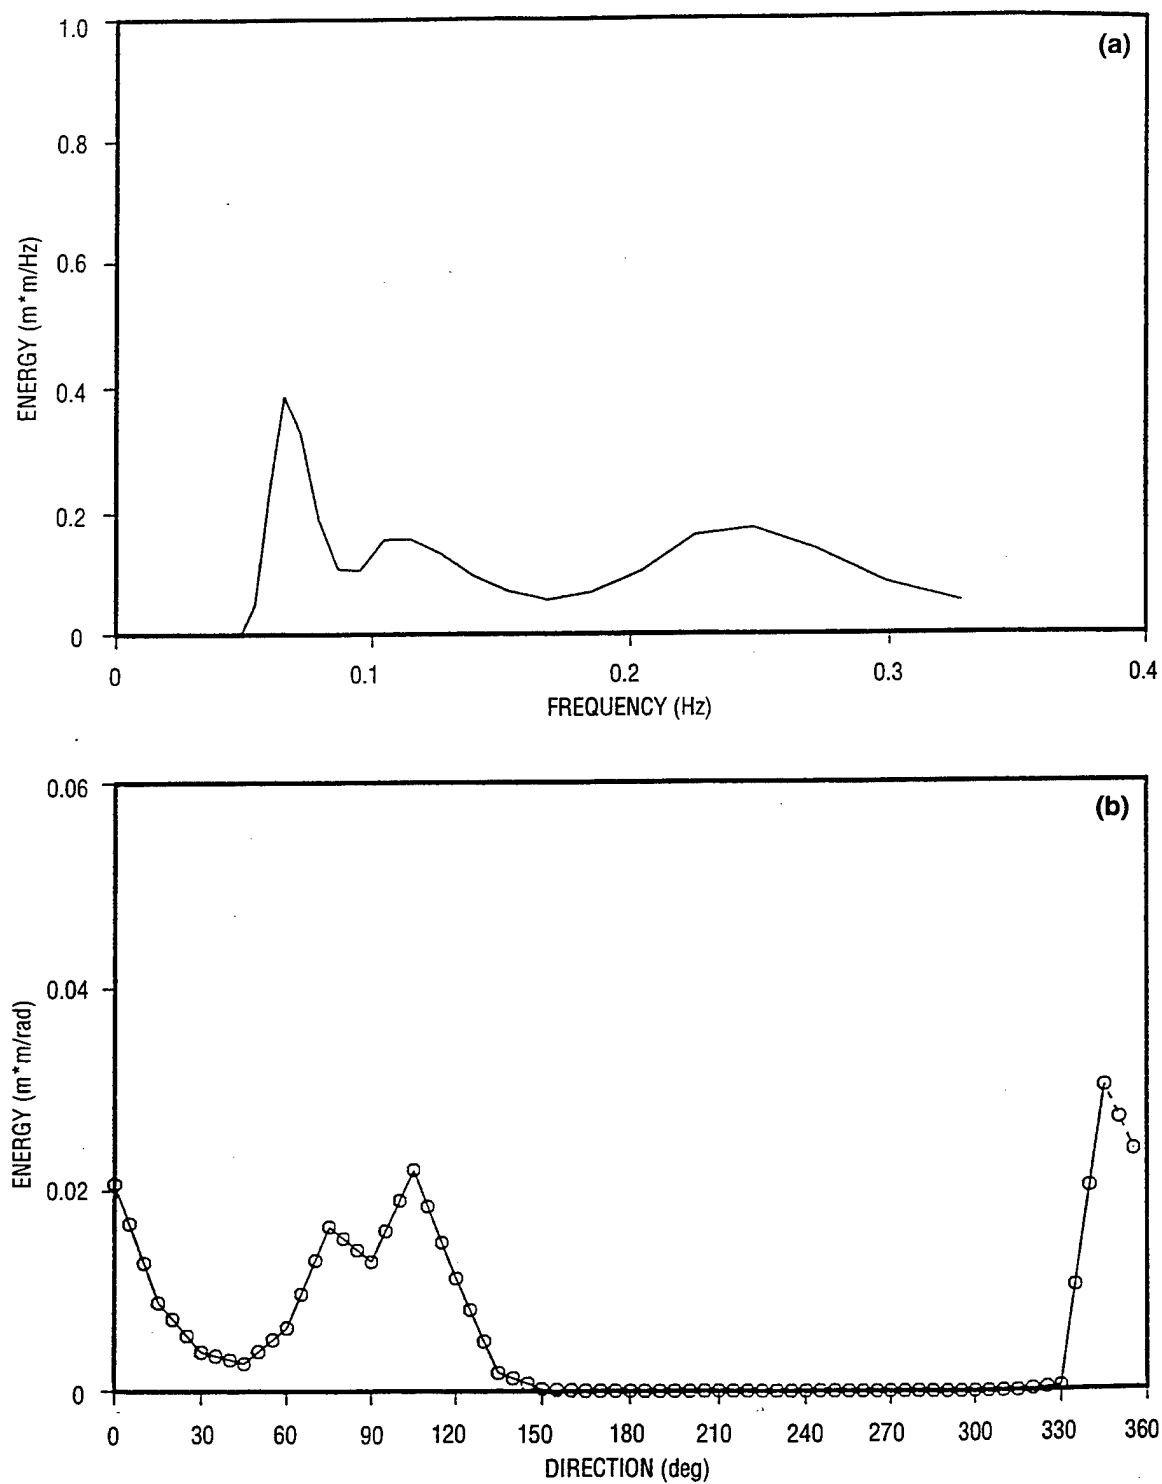 (a)
1.0
0.8
0.6
0.4
0.2
0
ENERGY (m*m/Hz)
0 0.1 0.2 0.3 0.4
FREQUENCY (Hz)
(b)
0.06
0.04
0.02
0
ENERGY (m*m/rad)
0 30 60 90 120 150 180 210 240 270 300 330 360
DIRECTION (deg)